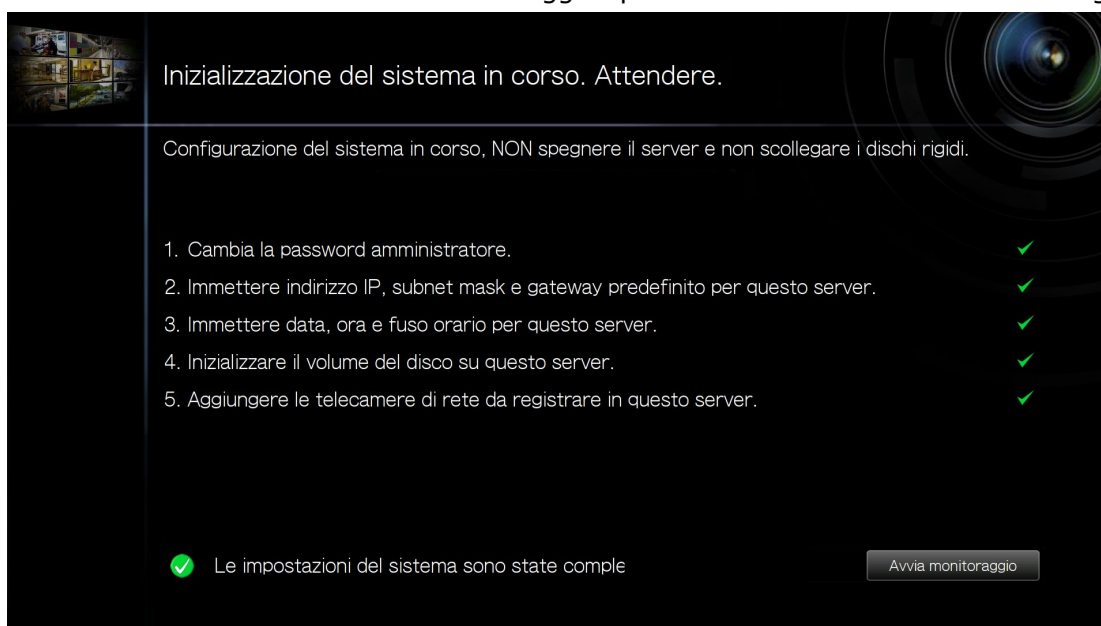 Inizializzazione del sistema in corso. Attendere.
Configurazione del sistema in corso, NON spegnere il server e non scollegare i dischi rigidi.
1. Cambia la password amministratore.
2. Immettere indirizzo IP, subnet mask e gateway predefinito per questo server.
3. Immettere data, ora e fuso orario per questo server.
4. Inizializzare il volume del disco su questo server.
5. Aggiungere le telecamere di rete da registrare in questo server.
Le impostazioni del sistema sono state comple
Avvia monitoraggio